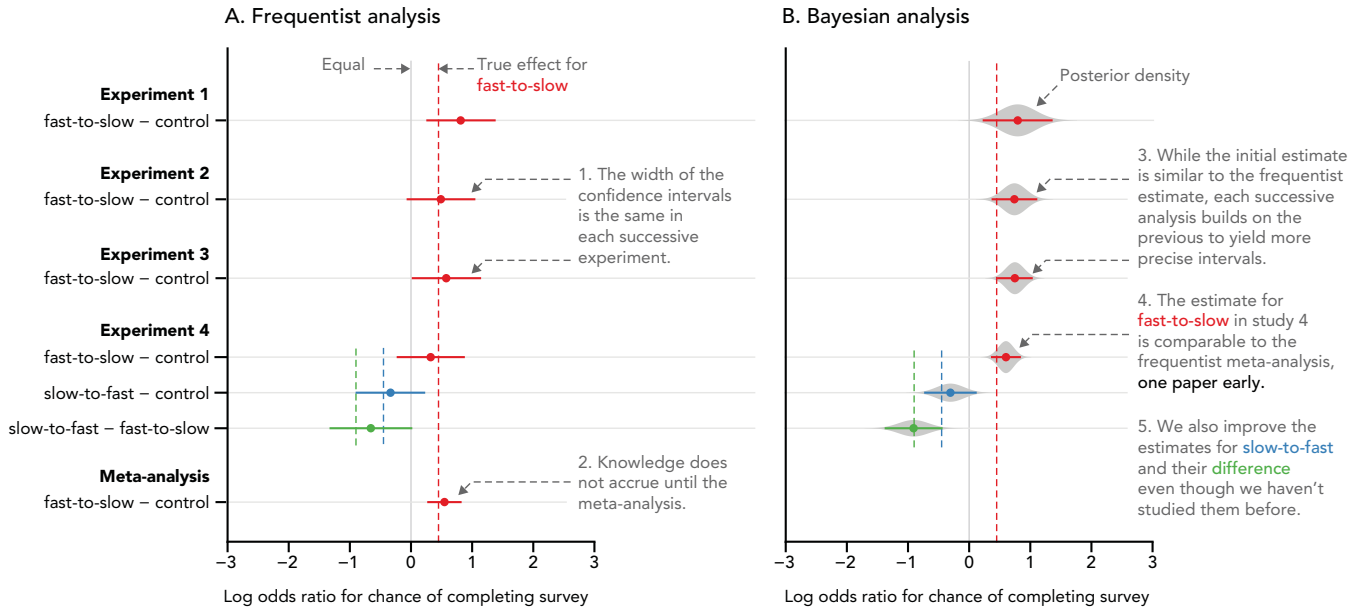 A. Frequentist analysis
Equal
True effect for
fast-to-slow
Experiment 1
fast-to-slow − control
Experiment 2
fast-to-slow − control
Experiment 3
fast-to-slow − control
Experiment 4
fast-to-slow − control
slow-to-fast − control
slow-to-fast − fast-to-slow
Meta-analysis
fast-to-slow − control
1. The width of the
confidence intervals
is the same in
each successive
experiment.
2. Knowledge does
not accrue until the
meta-analysis.
−3 −2 −1 0 1 2 3
Log odds ratio for chance of completing survey
B. Bayesian analysis
Posterior density
3. While the initial estimate
is similar to the frequentist
estimate, each successive
analysis builds on the
previous to yield more
precise intervals.
4. The estimate for
fast-to-slow in study 4
is comparable to the
frequentist meta-analysis,
one paper early.
5. We also improve the
estimates for slow-to-fast
and their difference
even though we haven’t
studied them before.
−3 −2 −1 0 1 2 3
Log odds ratio for chance of completing survey